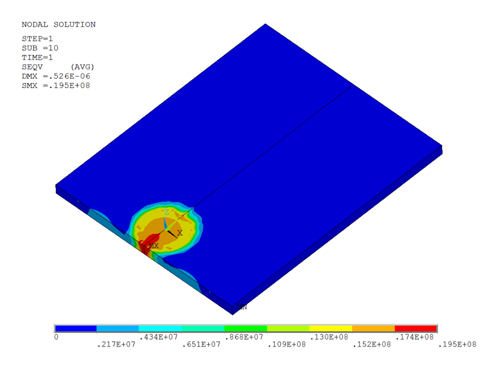 NODAL SOLUTION
STEP=1
SUB =10
TIME=1
SEQV (AVG)
DMX =.526E-06
SMX =.195E+08
X
0 .434E+07 .868E+07 .130E+08 .174E+08
.217E+07 .651E+07 .109E+08 .152E+08 .195E+08